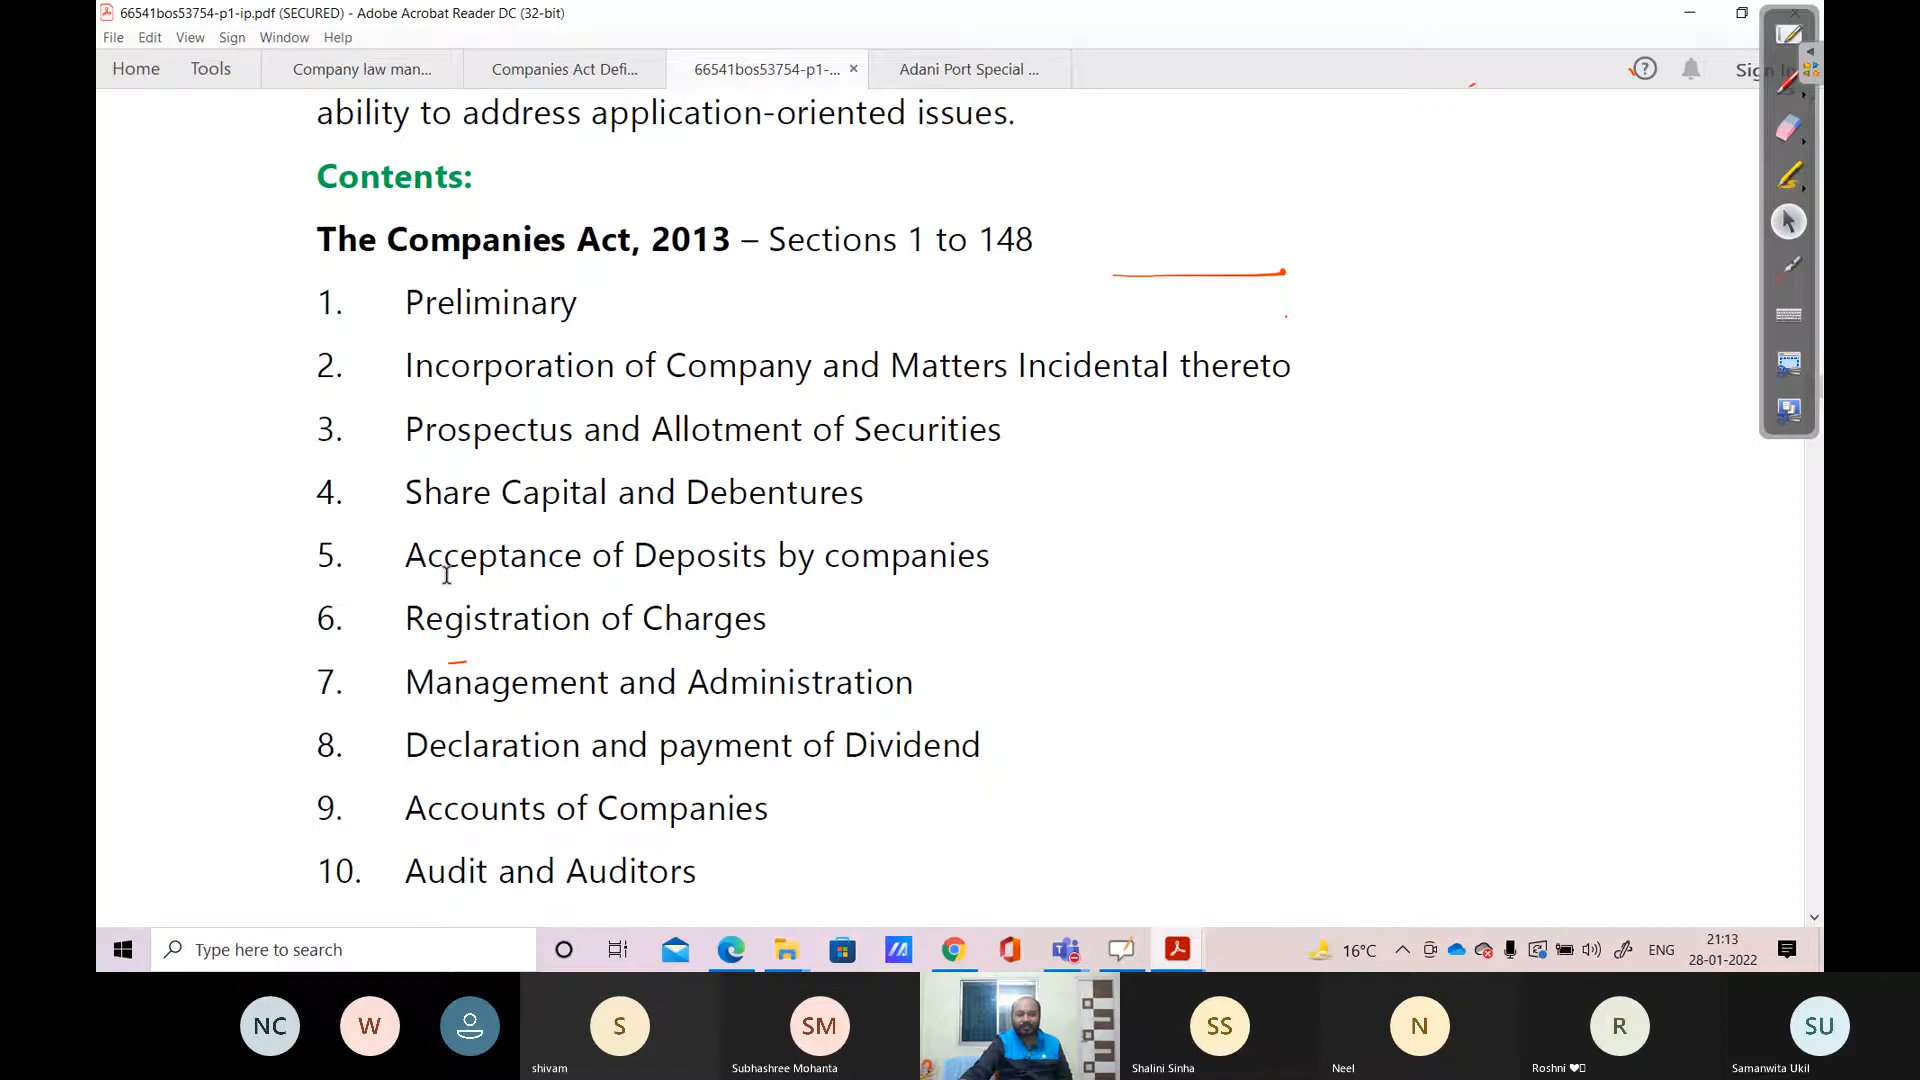 66541bos53754-p1-ip.pdf (SECURED) - Adobe Acrobat Reader DC (32-bit)
File Edit View Sign Window Help
Home Tools Company law man... Companies Act Defi... 66541bos53754-p1-... × Adani Port Special ... Sign In
ability to address application-oriented issues.
Contents:
The Companies Act, 2013 – Sections 1 to 148
1. Preliminary
2. Incorporation of Company and Matters Incidental thereto
3. Prospectus and Allotment of Securities
4. Share Capital and Debentures
5. Acceptance of Deposits by companies
6. Registration of Charges
7. Management and Administration
8. Declaration and payment of Dividend
9. Accounts of Companies
10. Audit and Auditors
Type here to search
16°C ENG 21:13
28-01-2022
NC W S SM SS N R SU
shivam Subhashree Mohanta Shalini Sinha Neel Roshni ❤ Samanwita Ukil